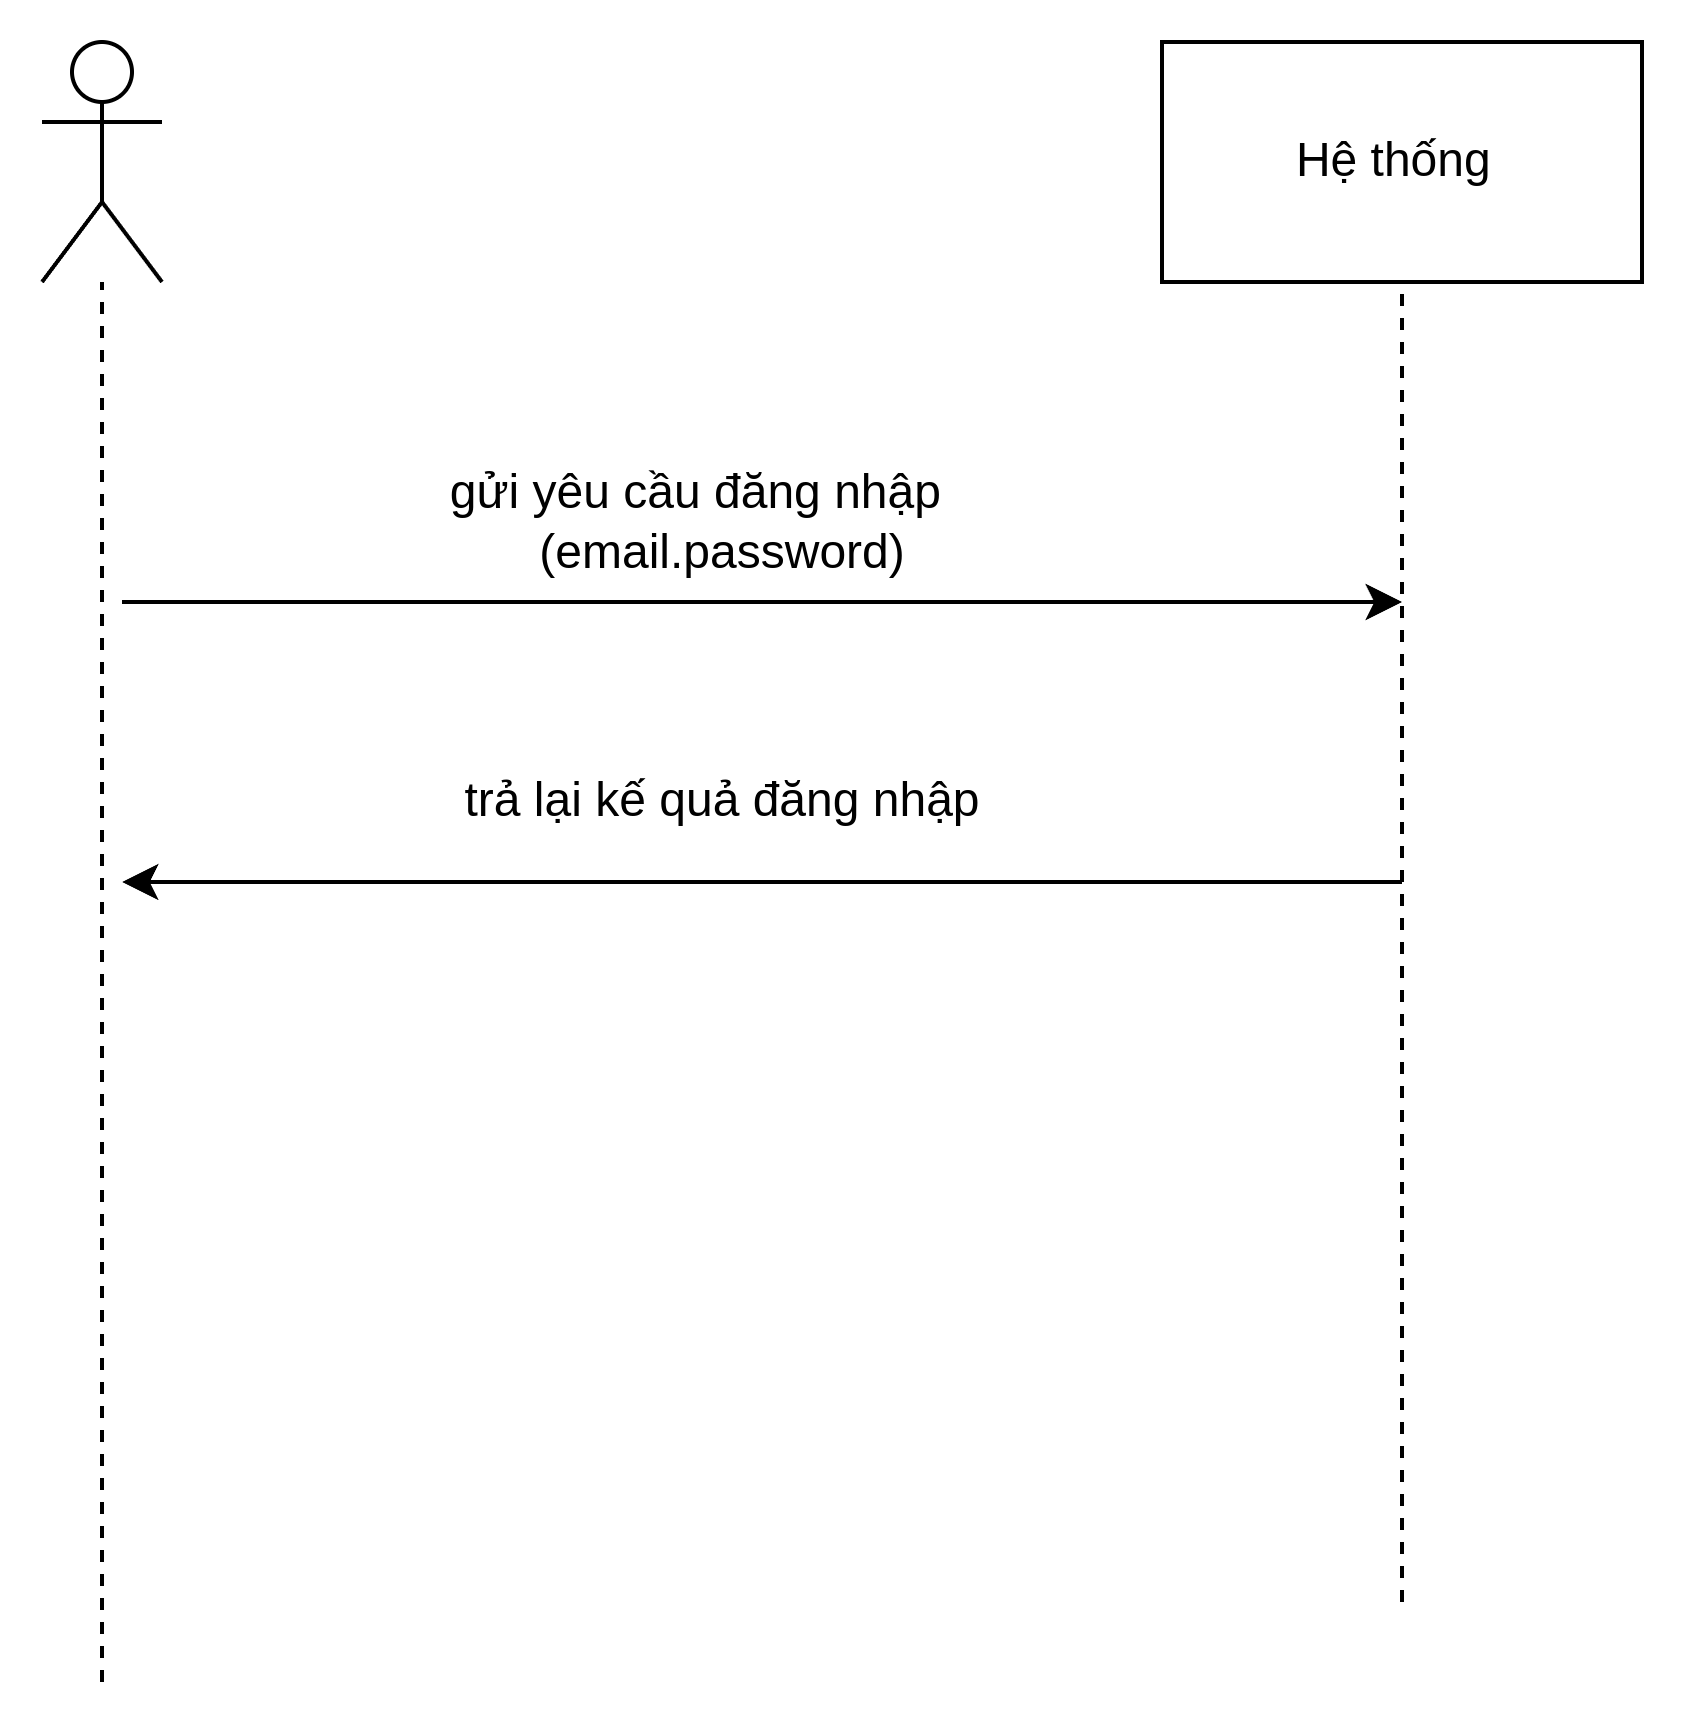 Hệ thống
gửi yêu cầu đăng nhập
(email.password)
trả lại kế quả đăng nhập